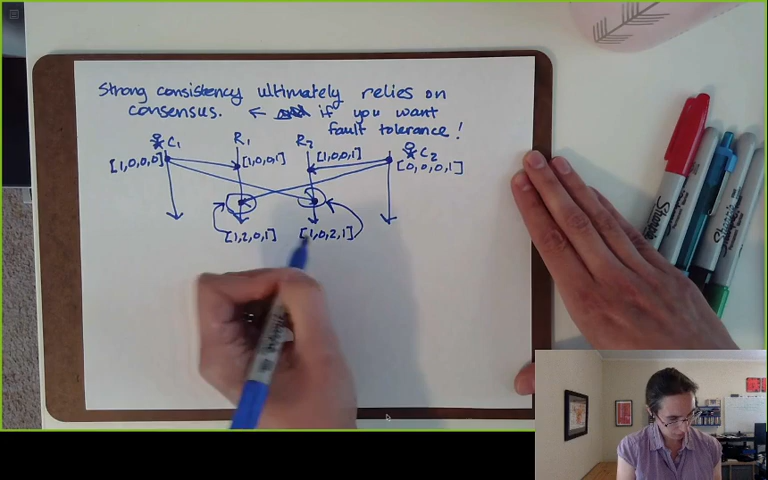 Strong consistency ultimately relies on
consensus. ← if you want
fault tolerance!
C1 R1 R2 C2
[1,0,0,0] [1,0,0,1] [1,0,0,1] [0,0,0,1]
[1,2,0,1] [1,0,2,1]
Sharpie